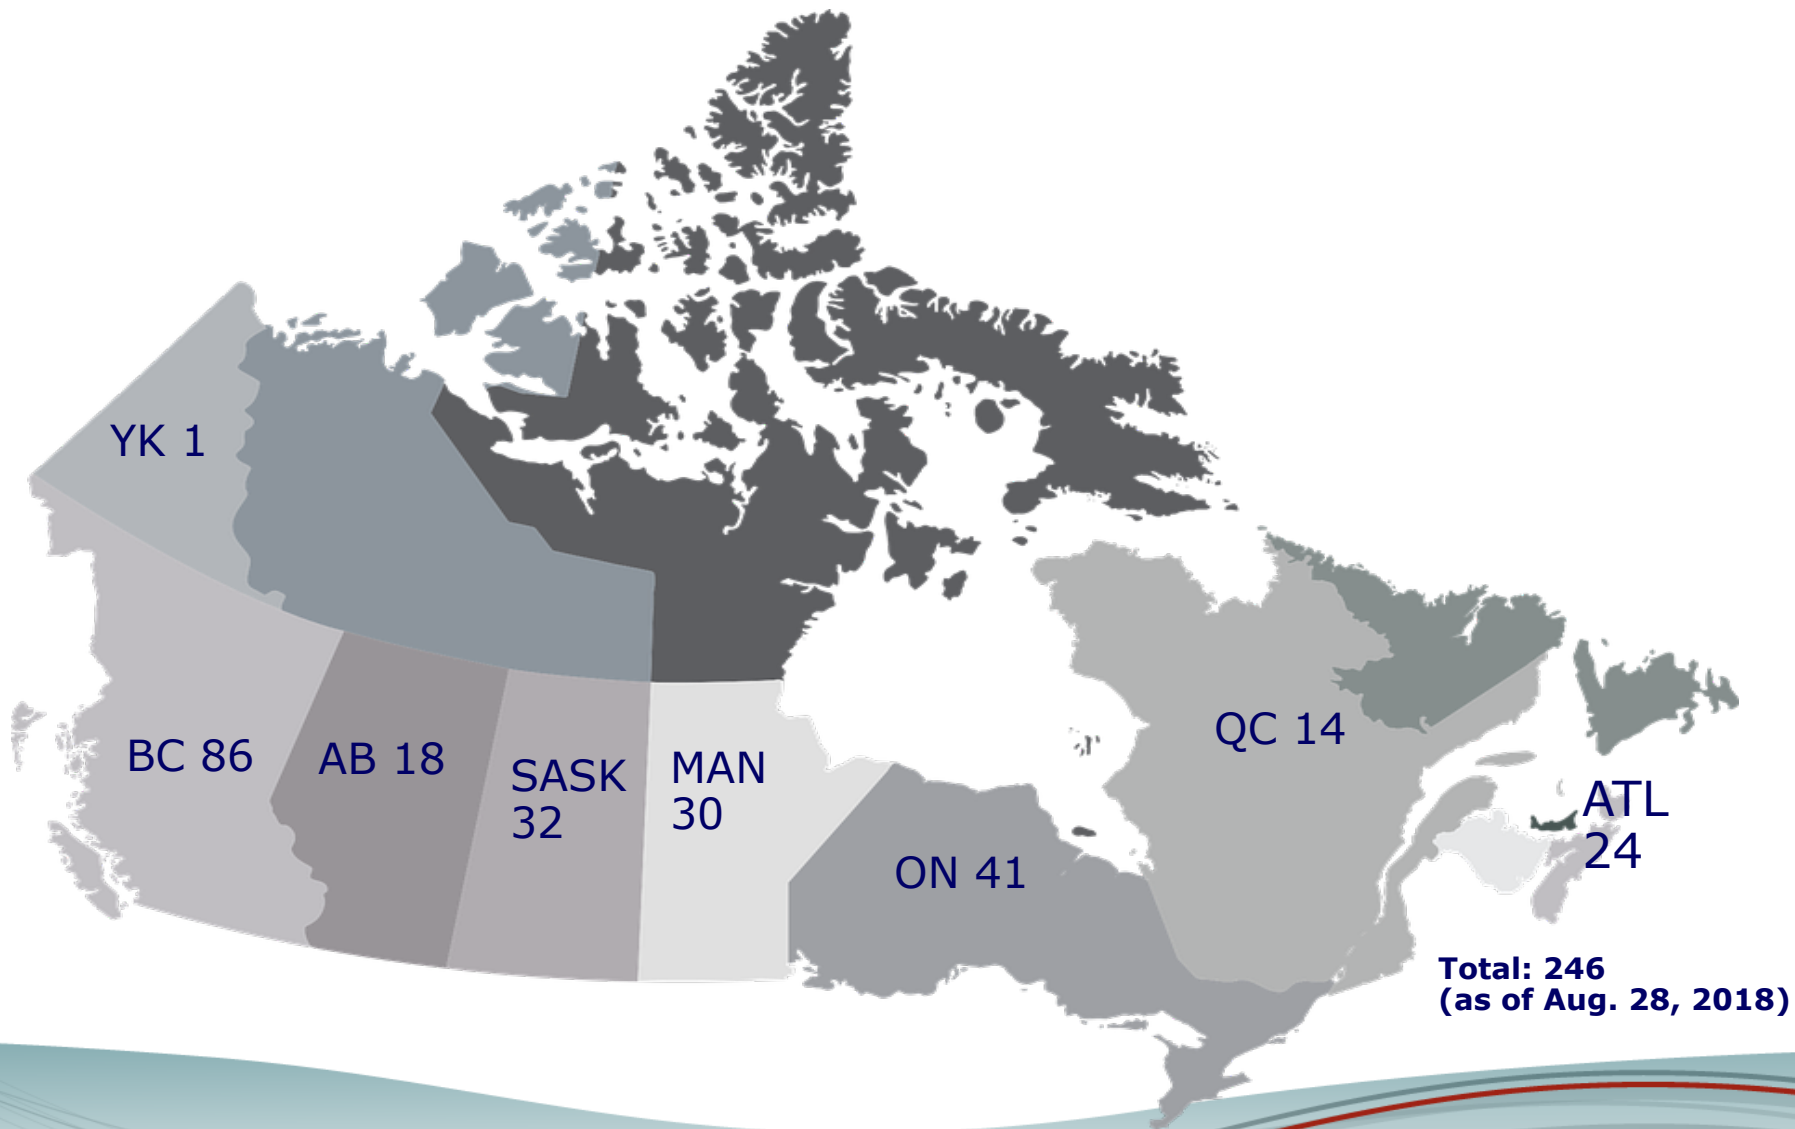 YK 1
BC 86
AB 18
SASK
32
MAN
30
ON 41
QC 14
ATL
24
Total: 246
(as of Aug. 28, 2018)